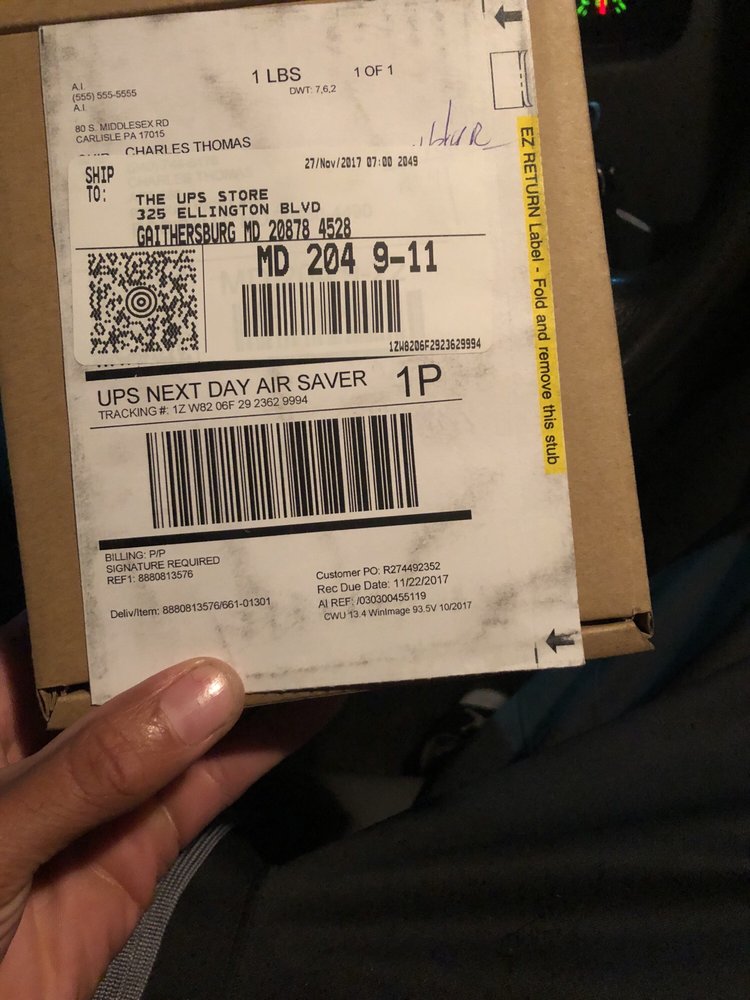 1 LBS 1 OF 1
DWT: 7,6,2
A.I.
(555) 555-5555
A.I.
80 S. MIDDLESEX RD
CARLISLE PA 17015
CHARLES THOMAS
27/Nov/2017 07:00 2049
SHIP
TO:
THE UPS STORE
325 ELLINGTON BLVD
GAITHERSBURG MD 20878 4528
MD 204 9-11
1ZW8206F2923629994
UPS NEXT DAY AIR SAVER 1P
TRACKING #: 1Z W82 06F 29 2362 9994
BILLING: P/P
SIGNATURE REQUIRED
REF1: 8880813576
Deliv/Item: 8880813576/661-01301
Customer PO: R274492352
Rec Due Date: 11/22/2017
AI REF: /030300455119
CWU 13.4 WinImage 93.5V 10/2017
EZ RETURN Label - Fold and remove this stub